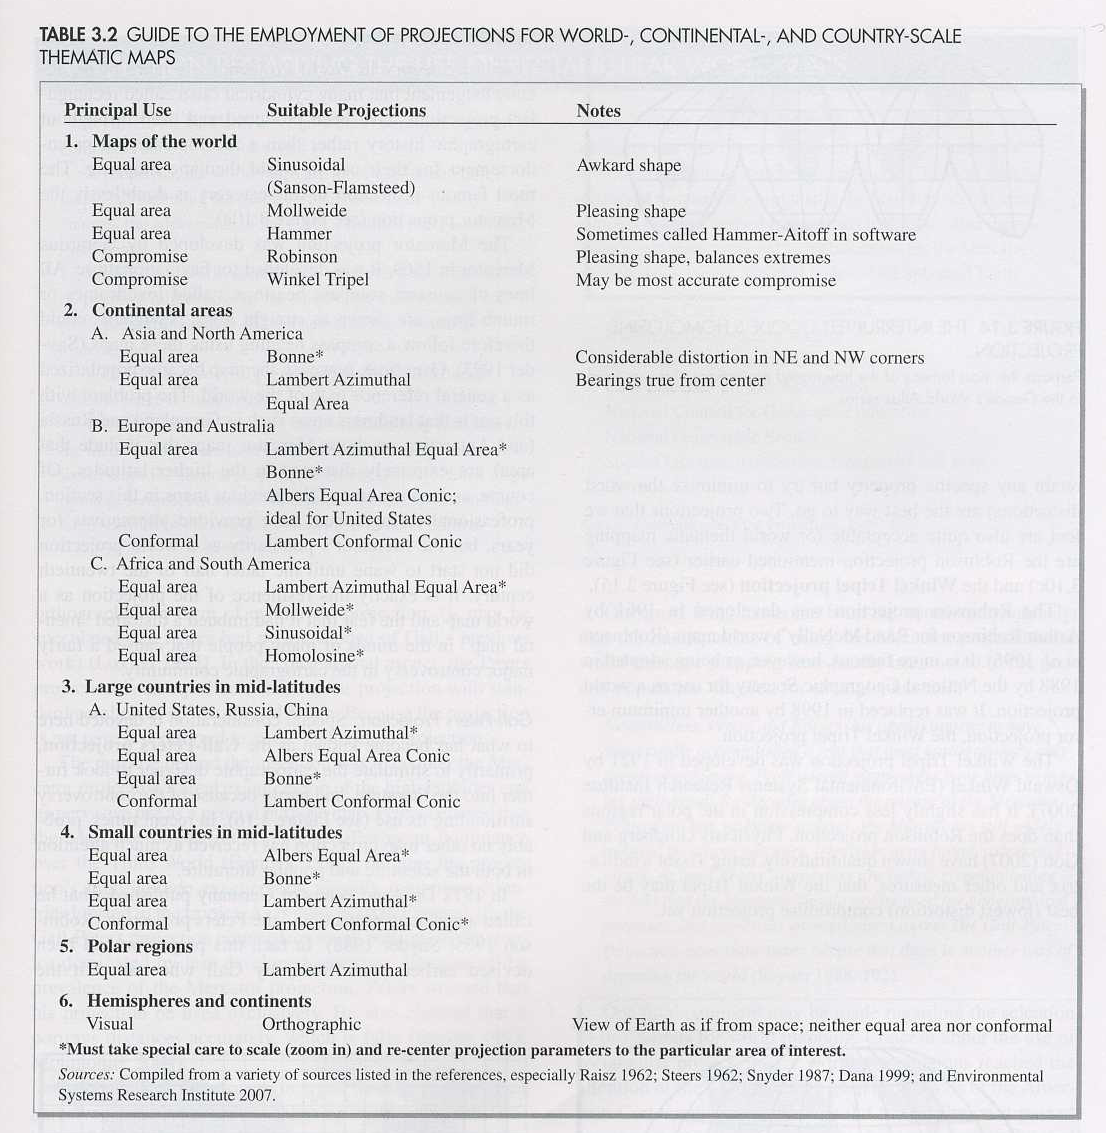 TABLE 3.2 GUIDE TO THE EMPLOYMENT OF PROJECTIONS FOR WORLD-, CONTINENTAL-, AND COUNTRY-SCALE
THEMATIC MAPS
Principal Use Suitable Projections Notes
1. Maps of the world
Equal area Sinusoidal Awkard shape
(Sanson-Flamsteed)
Equal area Mollweide Pleasing shape
Equal area Hammer Sometimes called Hammer-Aitoff in software
Compromise Robinson Pleasing shape, balances extremes
Compromise Winkel Tripel May be most accurate compromise
2. Continental areas
A. Asia and North America
Equal area Bonne* Considerable distortion in NE and NW corners
Equal area Lambert Azimuthal Bearings true from center
Equal Area
B. Europe and Australia
Equal area Lambert Azimuthal Equal Area*
Bonne*
Albers Equal Area Conic;
ideal for United States
Conformal Lambert Conformal Conic
C. Africa and South America
Equal area Lambert Azimuthal Equal Area*
Equal area Mollweide*
Equal area Sinusoidal*
Equal area Homolosine*
3. Large countries in mid-latitudes
A. United States, Russia, China
Equal area Lambert Azimuthal*
Equal area Albers Equal Area Conic
Equal area Bonne*
Conformal Lambert Conformal Conic
4. Small countries in mid-latitudes
Equal area Albers Equal Area*
Equal area Bonne*
Equal area Lambert Azimuthal*
Conformal Lambert Conformal Conic*
5. Polar regions
Equal area Lambert Azimuthal
6. Hemispheres and continents
Visual Orthographic View of Earth as if from space; neither equal area nor conformal
*Must take special care to scale (zoom in) and re-center projection parameters to the particular area of interest.
Sources: Compiled from a variety of sources listed in the references, especially Raisz 1962; Steers 1962; Snyder 1987; Dana 1999; and Environmental
Systems Research Institute 2007.